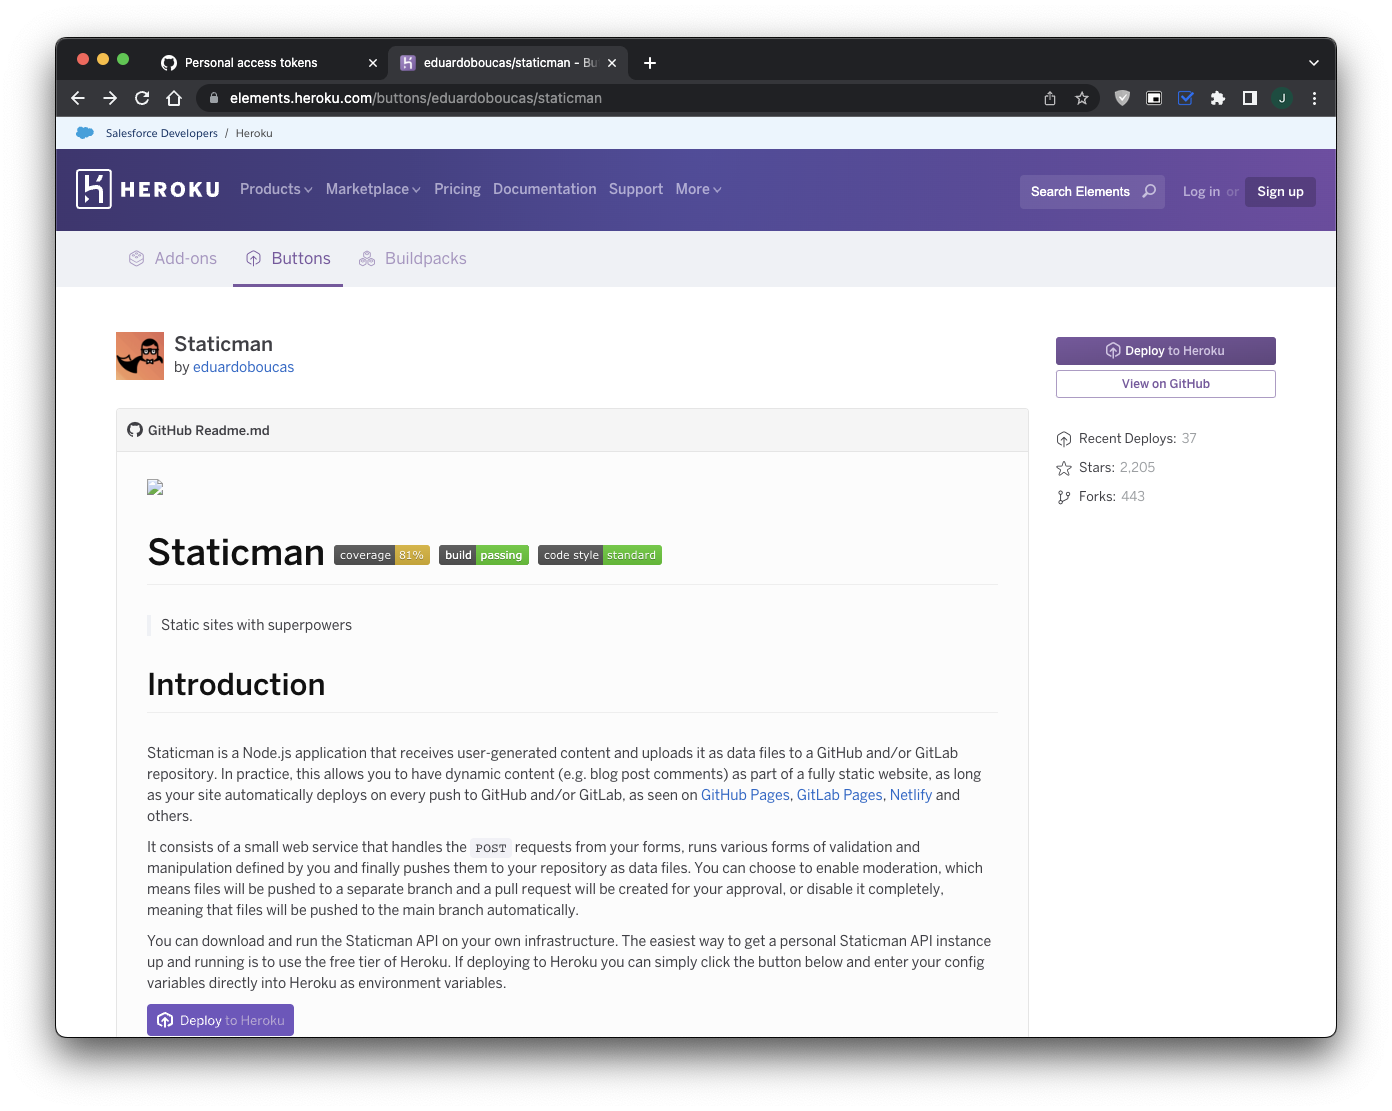 Personal access tokens
eduardoboucas/staticman - Bu
elements.heroku.com/buttons/eduardoboucas/staticman
J
Salesforce Developers / Heroku
HEROKU Products Marketplace Pricing Documentation Support More Search Elements Log in or Sign up
Add-ons Buttons Buildpacks
Staticman
by eduardoboucas
Deploy to Heroku
View on GitHub
Recent Deploys: 37
Stars: 2,205
Forks: 443
GitHub Readme.md
Staticman coverage 81% build passing code style standard
Static sites with superpowers
Introduction
Staticman is a Node.js application that receives user-generated content and uploads it as data files to a GitHub and/or GitLab
repository. In practice, this allows you to have dynamic content (e.g. blog post comments) as part of a fully static website, as long
as your site automatically deploys on every push to GitHub and/or GitLab, as seen on GitHub Pages, GitLab Pages, Netlify and
others.
It consists of a small web service that handles the POST requests from your forms, runs various forms of validation and
manipulation defined by you and finally pushes them to your repository as data files. You can choose to enable moderation, which
means files will be pushed to a separate branch and a pull request will be created for your approval, or disable it completely,
meaning that files will be pushed to the main branch automatically.
You can download and run the Staticman API on your own infrastructure. The easiest way to get a personal Staticman API instance
up and running is to use the free tier of Heroku. If deploying to Heroku you can simply click the button below and enter your config
variables directly into Heroku as environment variables.
Deploy to Heroku